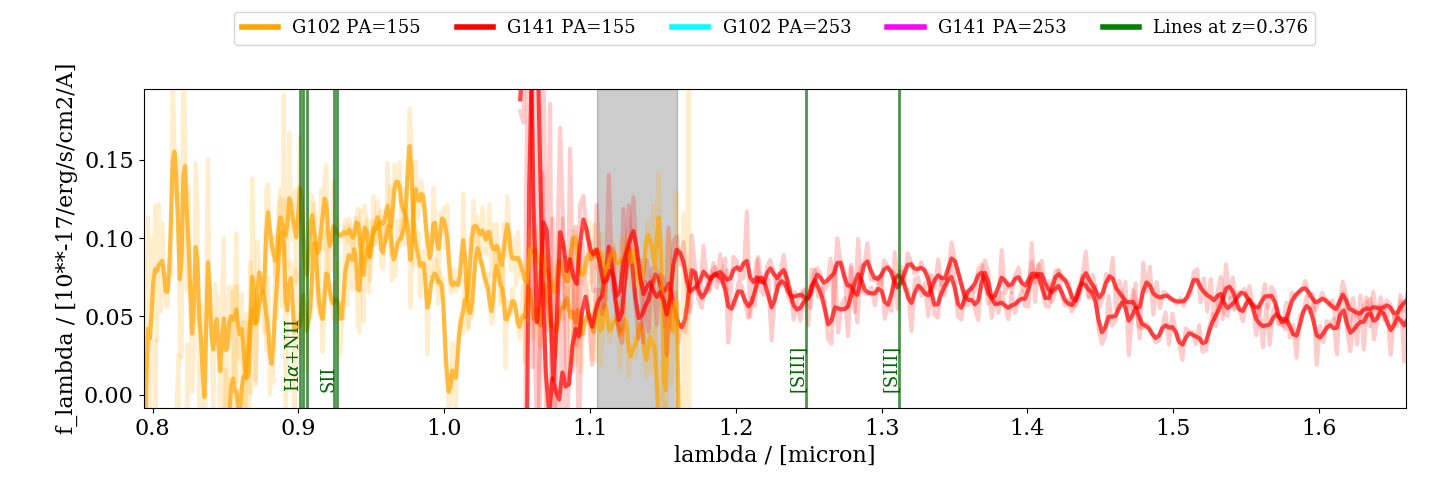 G102 PA=155 G141 PA=155 G102 PA=253 G141 PA=253 Lines at z=0.376
f_lambda / [10**-17/erg/s/cm2/A]
0.15
0.10
0.05
0.00
Hα+NII
SII
[SIII]
[SIII]
0.8 0.9 1.0 1.1 1.2 1.3 1.4 1.5 1.6
lambda / [micron]